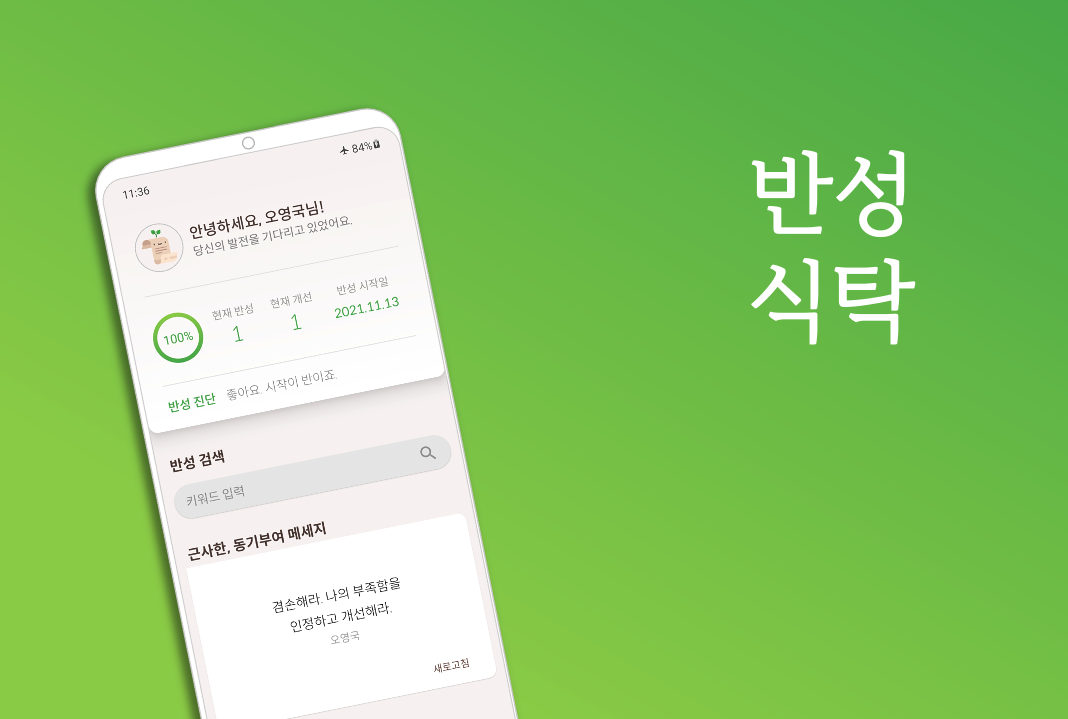 반성
식탁
11:36
84%
안녕하세요, 오영국님!
당신의 발전을 기다리고 있었어요.
100%
현재 반성
1
현재 개선
1
반성 시작일
2021.11.13
반성 진단 좋아요. 시작이 반이죠.
반성 검색
키워드 입력
근사한, 동기부여 메세지
겸손해라. 나의 부족함을
인정하고 개선해라.
오영국
새로고침